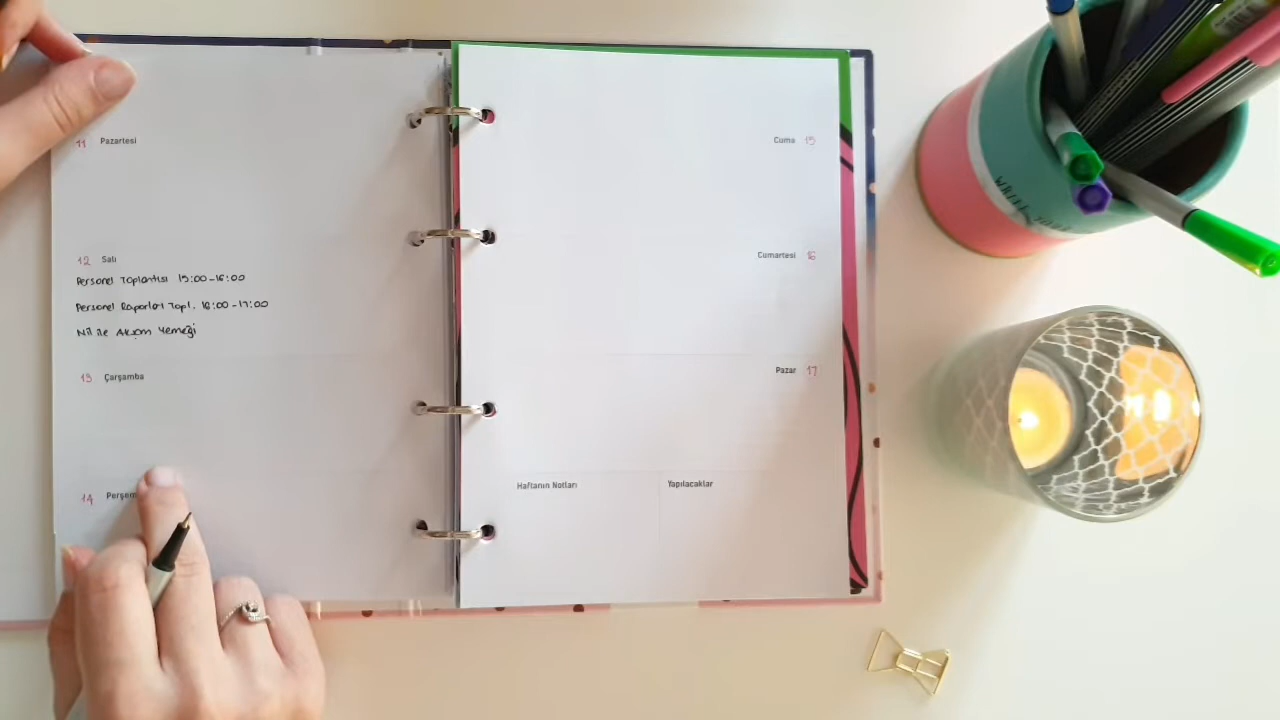 11 Pazartesi
12 Salı
Personel Toplantısı 15:00-16:00
Personel Raporları Topl. 16:00-17:00
Nil ile Akşam Yemeği
13 Çarşamba
14 Perşem
Cuma 15
Cumartesi 16
Pazar 17
Haftanın Notları
Yapılacaklar